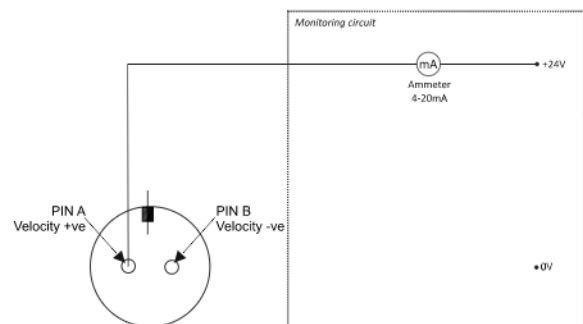 Monitoring circuit
mA
+24V
Ammeter
4-20mA
PIN A
Velocity +ve
PIN B
Velocity -ve
0V